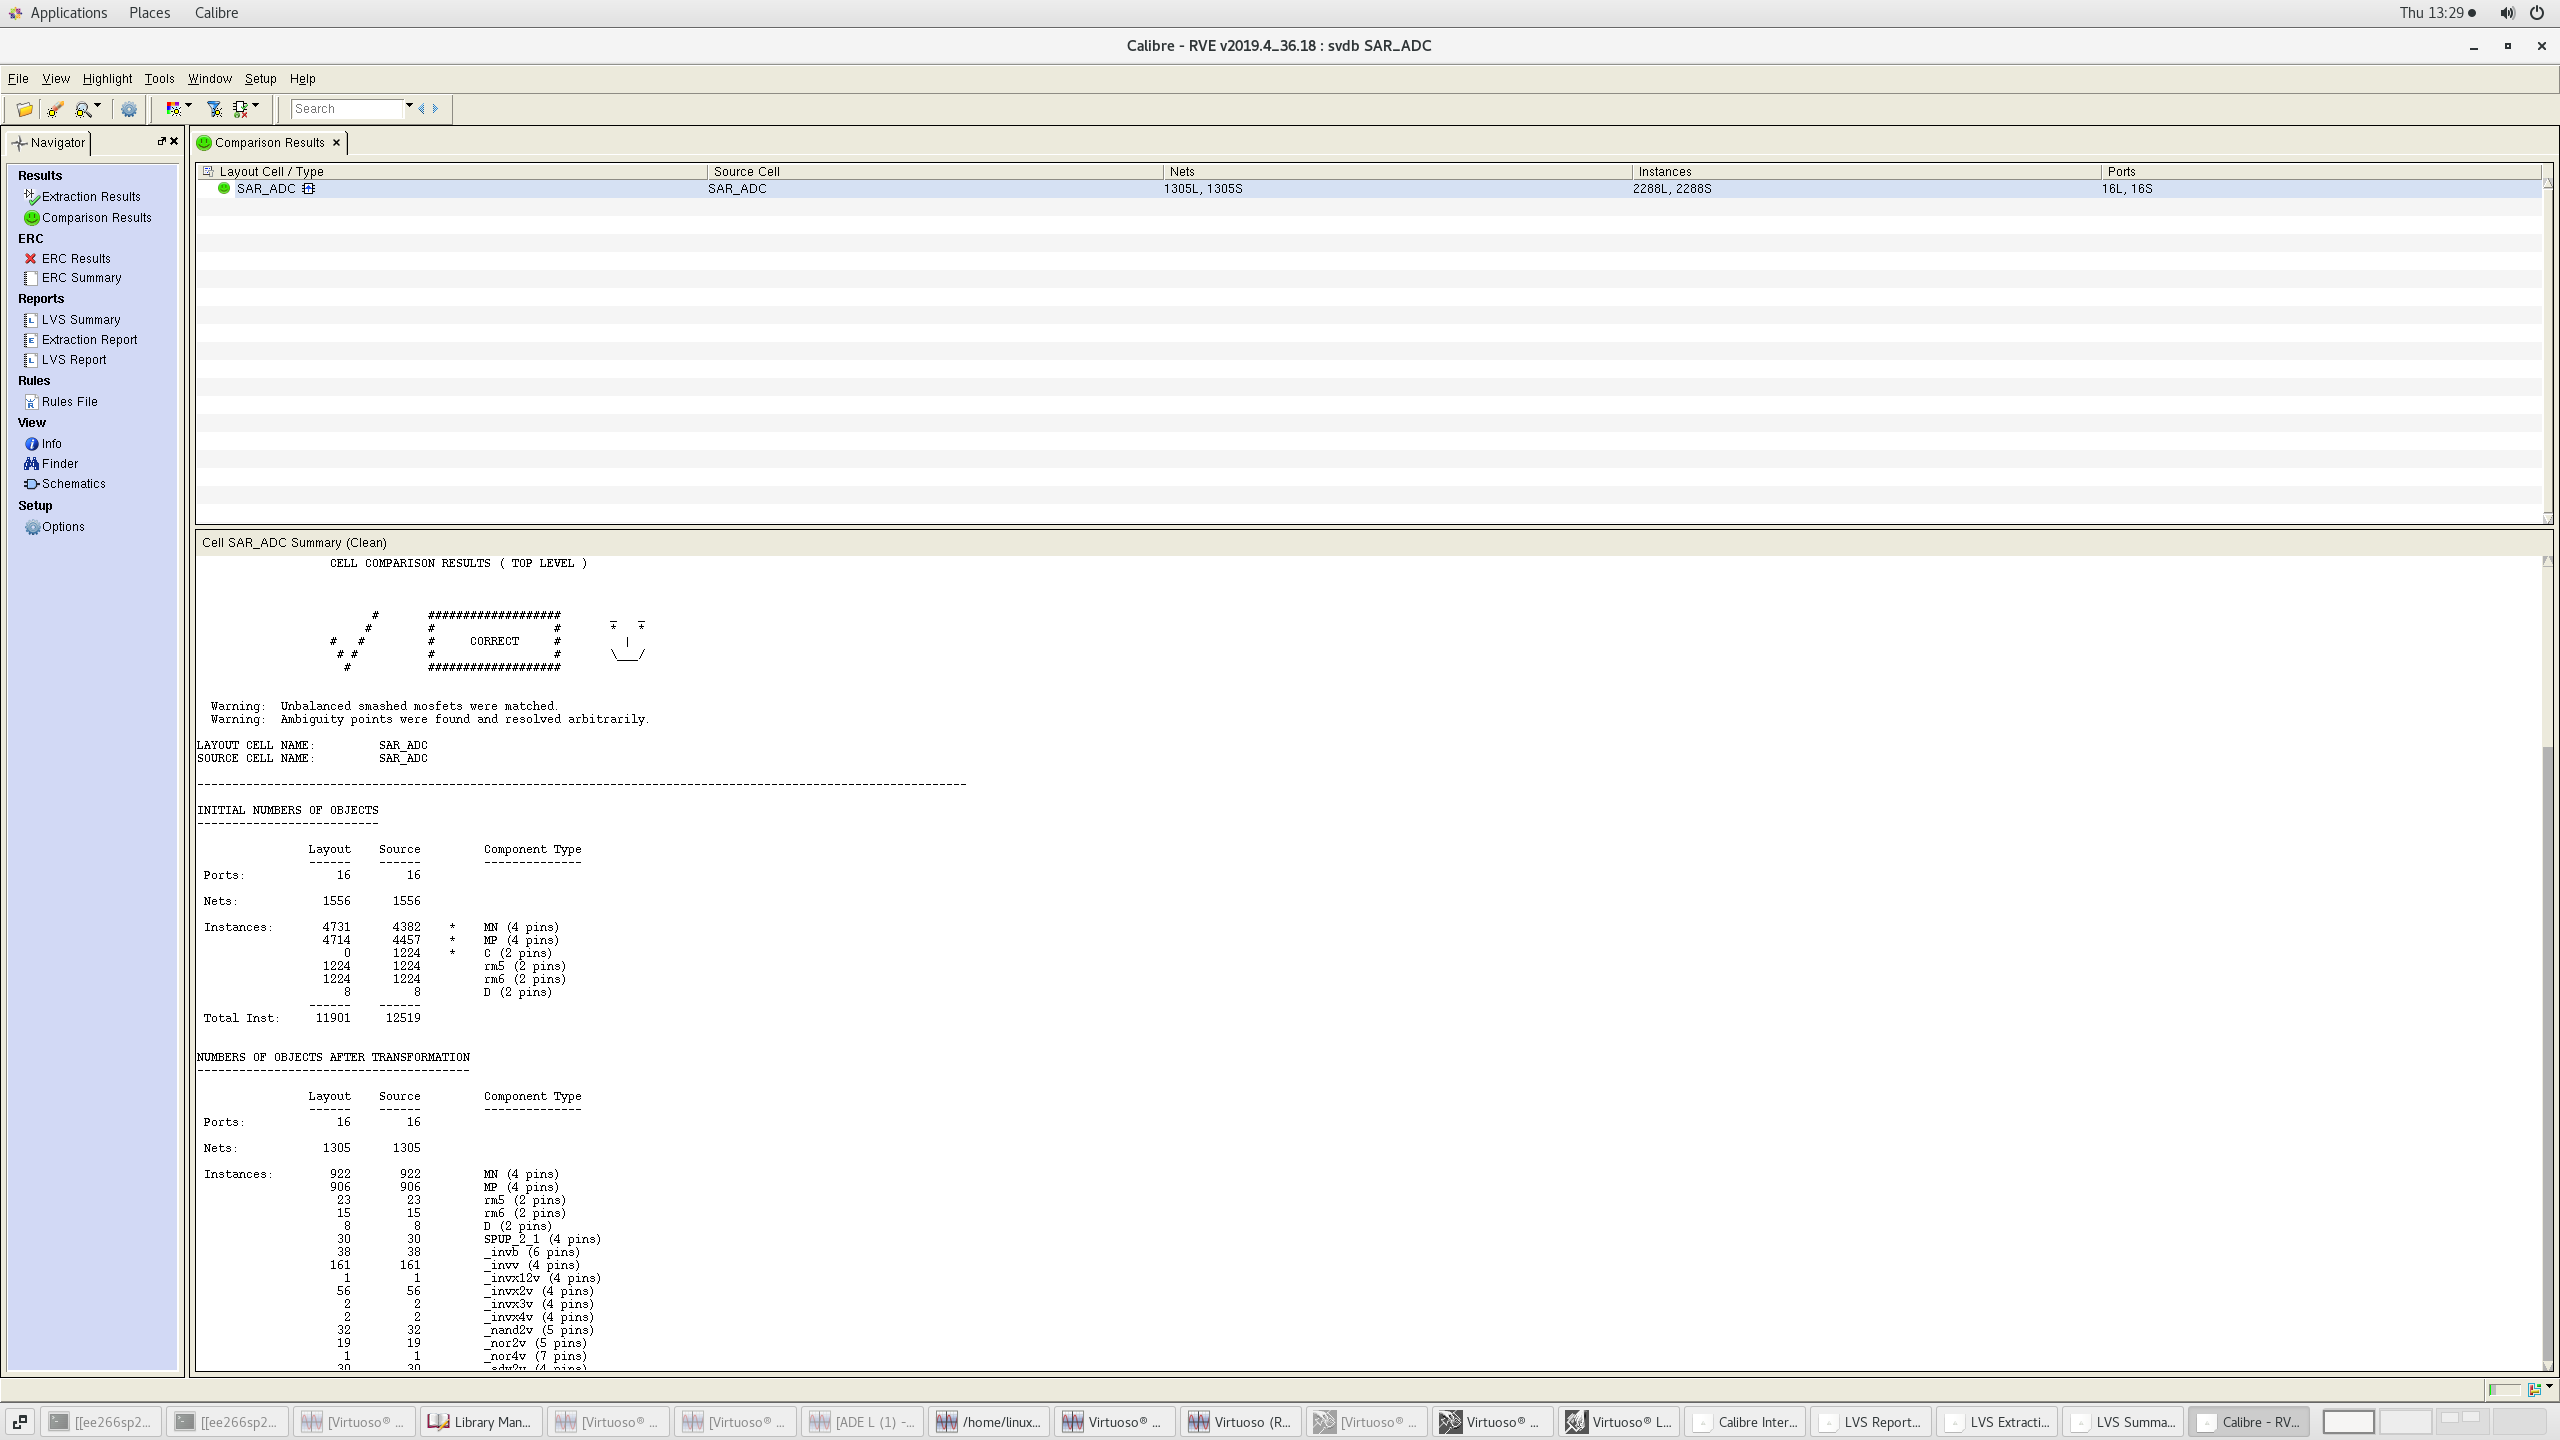 Applications Places Calibre Thu 13:29
Calibre - RVE v2019.4_36.18 : svdb SAR_ADC
File View Highlight Tools Window Setup Help
Search
Navigator
Results
Extraction Results
Comparison Results
ERC
ERC Results
ERC Summary
Reports
LVS Summary
Extraction Report
LVS Report
Rules
Rules File
View
Info
Finder
Schematics
Setup
Options
Comparison Results
Layout Cell / Type Source Cell Nets Instances Ports
SAR_ADC SAR_ADC 1305L, 1305S 2288L, 2288S 16L, 16S
Cell SAR_ADC Summary (Clean)
CELL COMPARISON RESULTS ( TOP LEVEL )
# ################### _ _
# # # * *
# # # CORRECT # |
# # # # \___/
# ###################
Warning: Unbalanced smashed mosfets were matched.
Warning: Ambiguity points were found and resolved arbitrarily.
LAYOUT CELL NAME: SAR_ADC
SOURCE CELL NAME: SAR_ADC
INITIAL NUMBERS OF OBJECTS
Layout Source Component Type
Ports: 16 16
Nets: 1556 1556
Instances: 4731 4382 * MN (4 pins)
4714 4457 * MP (4 pins)
0 1224 * C (2 pins)
1224 1224 rm5 (2 pins)
1224 1224 rm6 (2 pins)
8 8 D (2 pins)
Total Inst: 11901 12519
NUMBERS OF OBJECTS AFTER TRANSFORMATION
Layout Source Component Type
Ports: 16 16
Nets: 1305 1305
Instances: 922 922 MN (4 pins)
906 906 MP (4 pins)
23 23 rm5 (2 pins)
15 15 rm6 (2 pins)
8 8 D (2 pins)
30 30 SPUP_2_1 (4 pins)
38 38 _invb (6 pins)
161 161 _invv (4 pins)
1 1 _invx12v (4 pins)
56 56 _invx2v (4 pins)
2 2 _invx3v (4 pins)
2 2 _invx4v (4 pins)
32 32 _nand2v (5 pins)
19 19 _nor2v (5 pins)
1 1 _nor4v (7 pins)
30 30 _sdw2v (4 pins)
[[ee266sp2... [[ee266sp2... [Virtuoso® ... Library Man... [Virtuoso® ... [Virtuoso® ... [ADE L (1) -... /home/linux... Virtuoso® ... Virtuoso (R... [Virtuoso® ... Virtuoso® ... Virtuoso® L... Calibre Inter... LVS Report... LVS Extracti... LVS Summa... Calibre - RV...